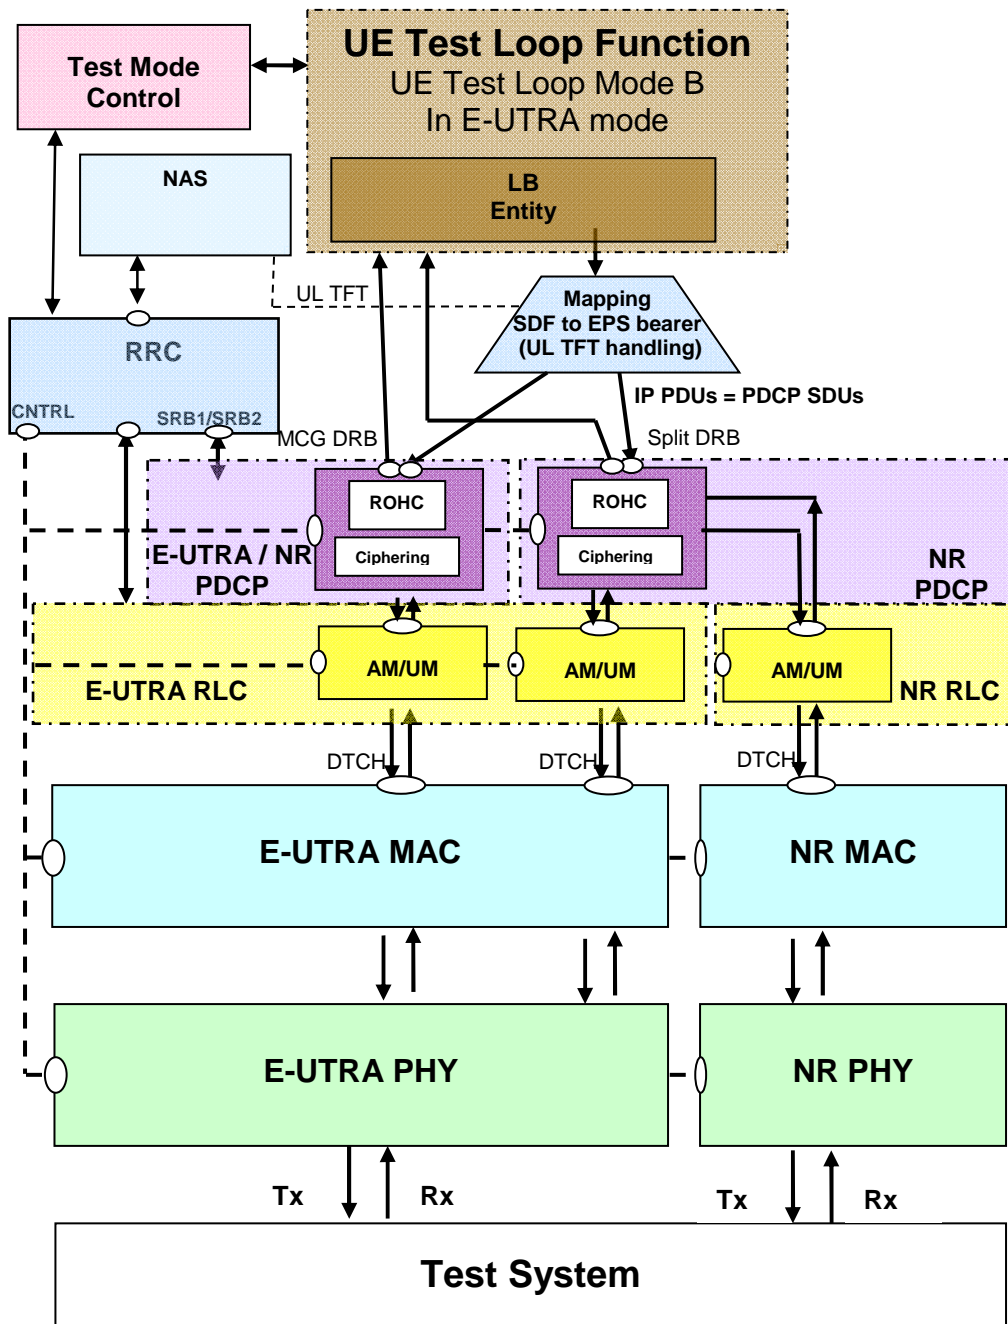 UE Test Loop Function
UE Test Loop Mode B
In E-UTRA mode
Test Mode
Control
NAS
LB
Entity
UL TFT
Mapping
SDF to EPS bearer
(UL TFT handling)
RRC
CNTRL
SRB1/SRB2
IP PDUs = PDCP SDUs
MCG DRB
Split DRB
ROHC
Ciphering
E-UTRA / NR
PDCP
ROHC
Ciphering
NR
PDCP
AM/UM
AM/UM
AM/UM
E-UTRA RLC
NR RLC
DTCH
DTCH
DTCH
E-UTRA MAC
NR MAC
E-UTRA PHY
NR PHY
Tx
Rx
Tx
Rx
Test System